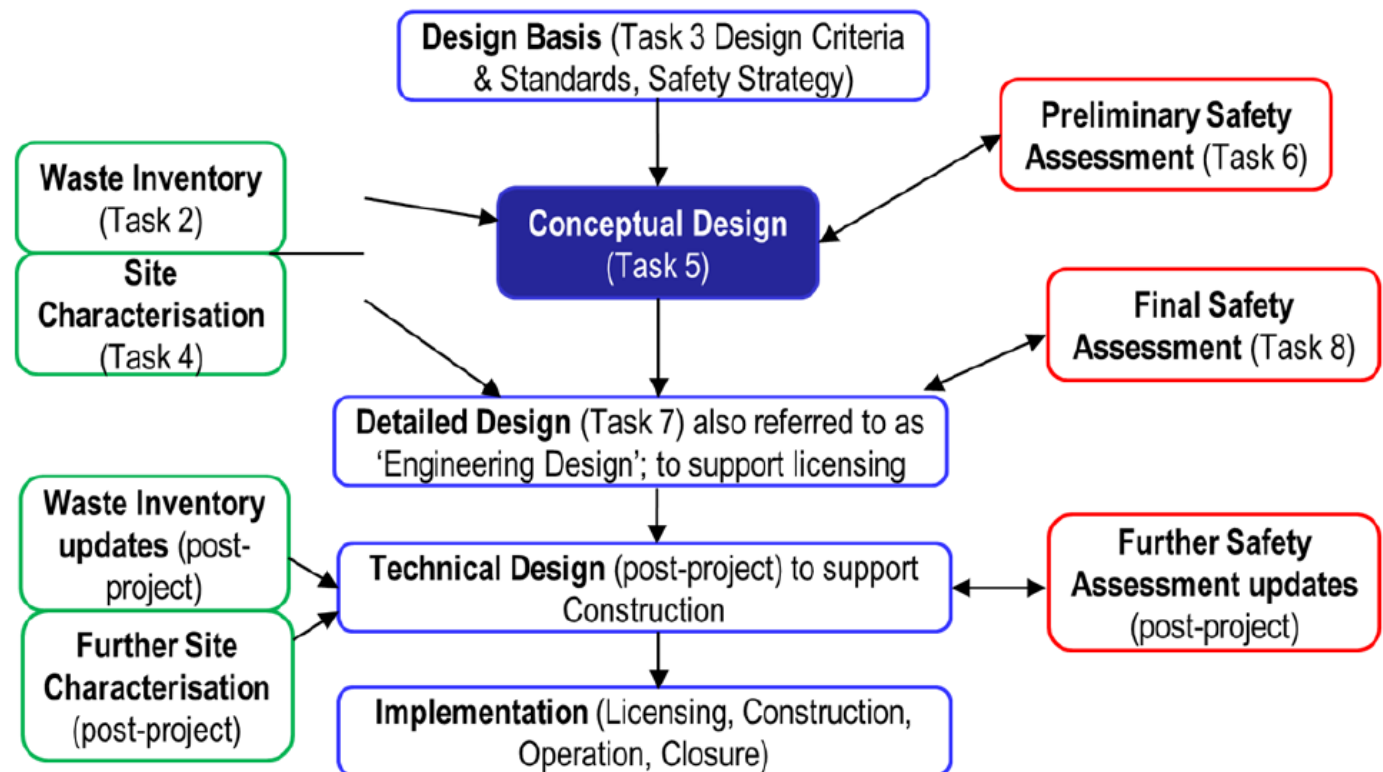 Design Basis (Task 3 Design Criteria
& Standards, Safety Strategy)
Preliminary Safety
Assessment (Task 6)
Waste Inventory
(Task 2)
Site
Characterisation
(Task 4)
Conceptual Design
(Task 5)
Final Safety
Assessment (Task 8)
Detailed Design (Task 7) also referred to as
‘Engineering Design’; to support licensing
Waste Inventory
updates (post-
project)
Further Site
Characterisation
(post-project)
Technical Design (post-project) to support
Construction
Further Safety
Assessment updates
(post-project)
Implementation (Licensing, Construction,
Operation, Closure)